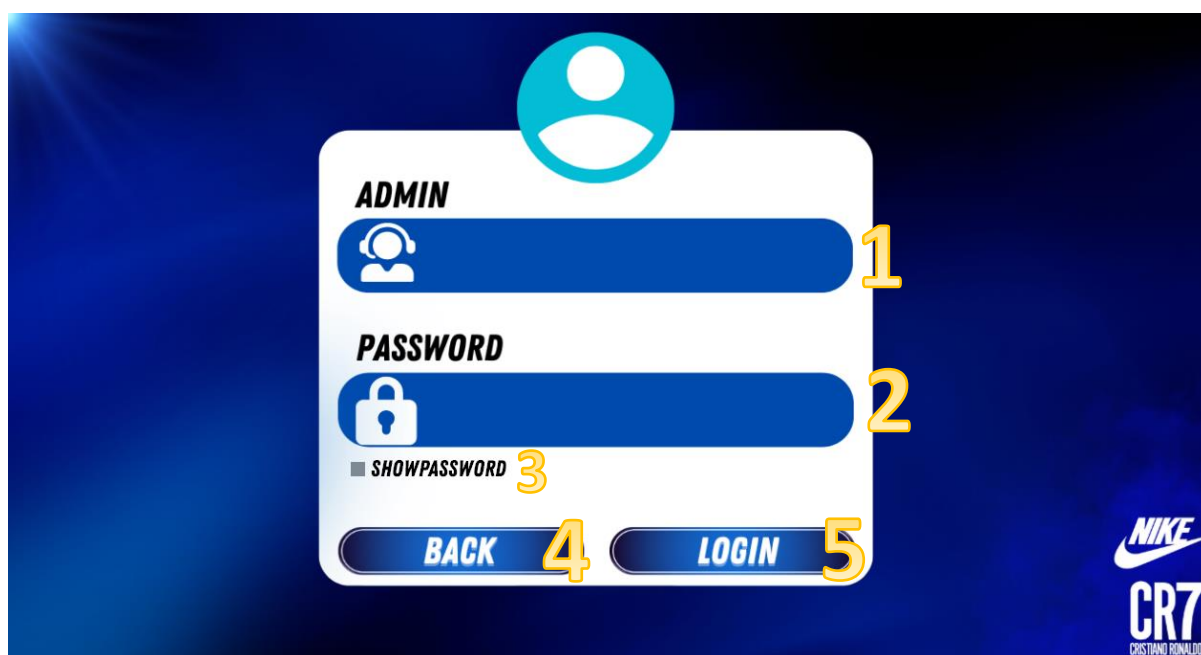 ADMIN
1
PASSWORD
2
SHOWPASSWORD 3
BACK 4 LOGIN 5
NIKE
CR7
CRISTIANO RONALDO